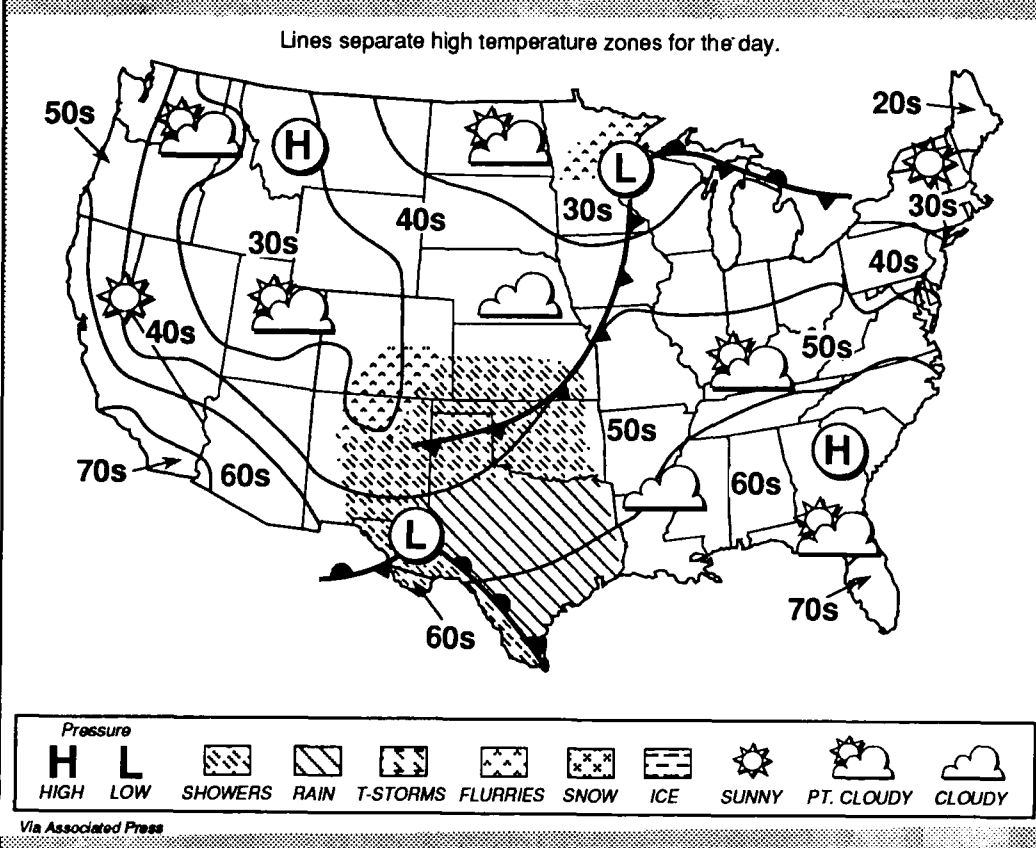 Lines separate high temperature zones for the day.
50s
20s
H
L
30s
40s
30s
30s
40s
40s
50s
50s
H
70s
60s
60s
L
70s
60s
Pressure
H L
HIGH LOW SHOWERS RAIN T-STORMS FLURRIES SNOW ICE SUNNY PT. CLOUDY CLOUDY
Via Associated Press